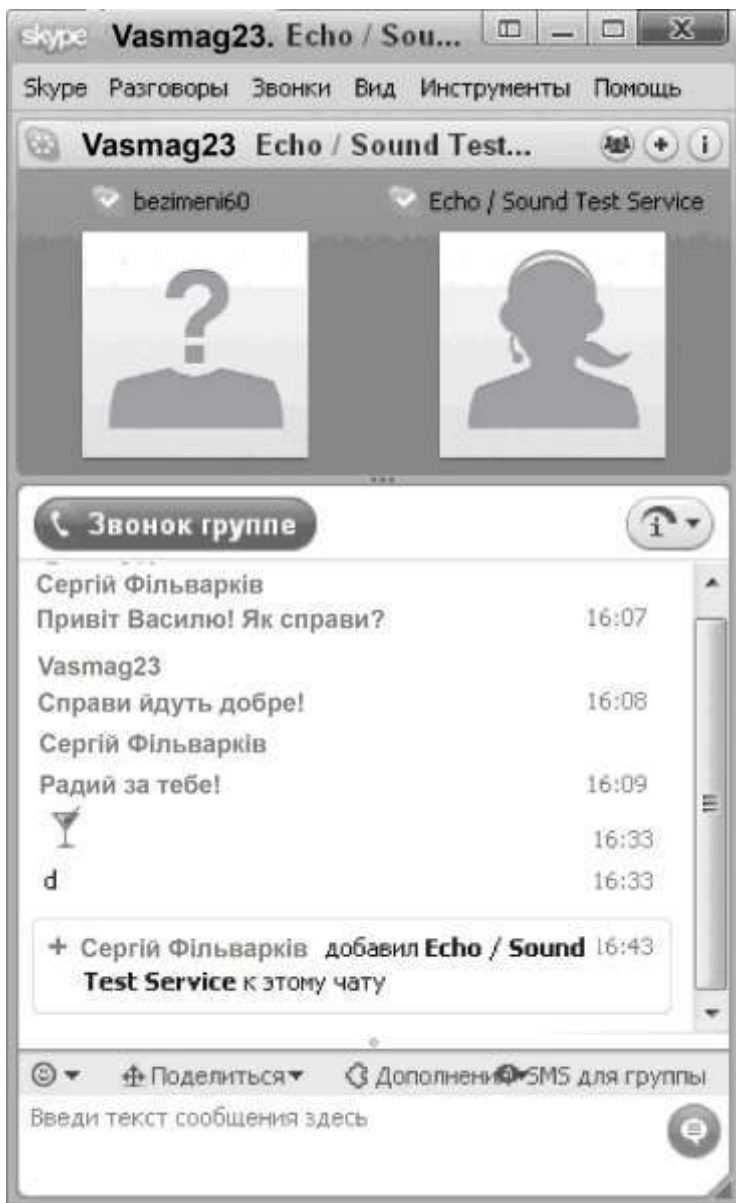 skype Vasmag23. Echo / Sou...
Skype Разговоры Звонки Вид Инструменты Помощь
Vasmag23 Echo / Sound Test...
bezimeni60 Echo / Sound Test Service
?
Звонок группе
Сергій Фільварків
Привіт Василю! Як справи? 16:07
Vasmag23
Справи йдуть добре! 16:08
Сергій Фільварків
Радий за тебе! 16:09
16:33
d 16:33
+ Сергій Фільварків добавил Echo / Sound 16:43
Test Service к этому чату
Поделиться SMS для группы
Введи текст сообщения здесь